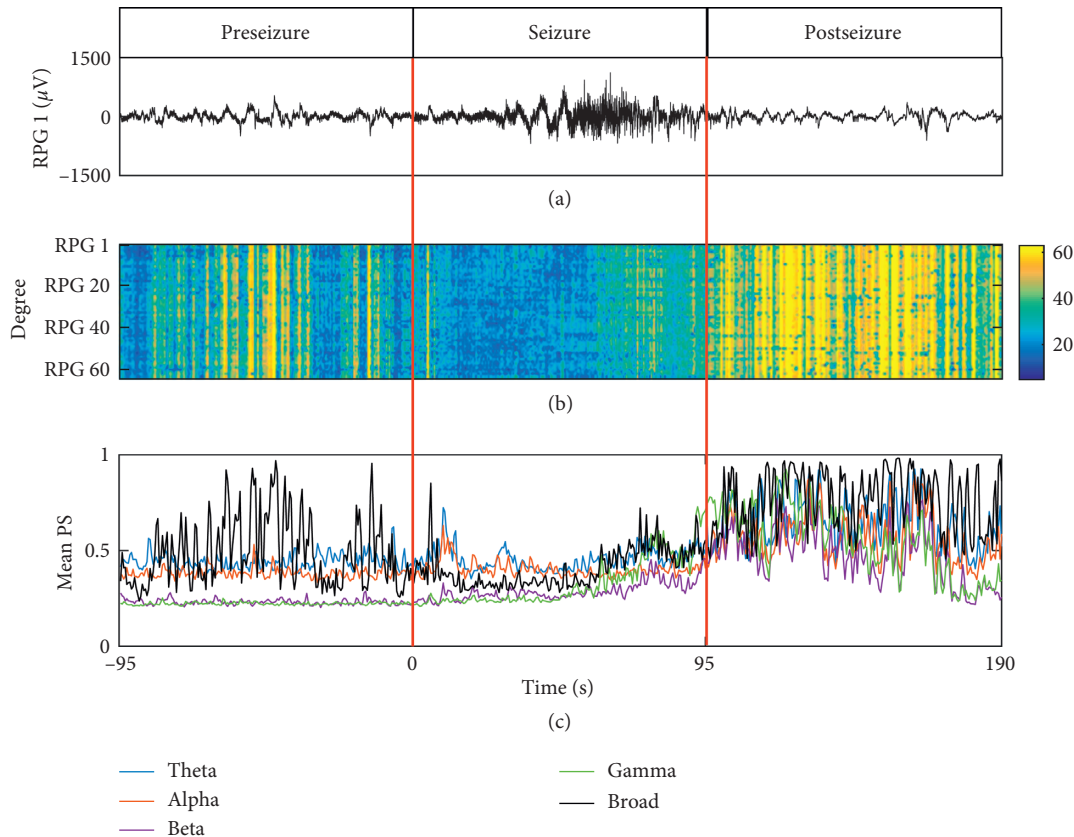 Preseizure Seizure Postseizure
1500
0
−1500
RPG 1 (μV)
(a)
RPG 1
RPG 20
RPG 40
RPG 60
Degree
60
40
20
(b)
1
0.5
0
Mean PS
−95 0 95 190
Time (s)
(c)
Theta
Alpha
Beta
Gamma
Broad